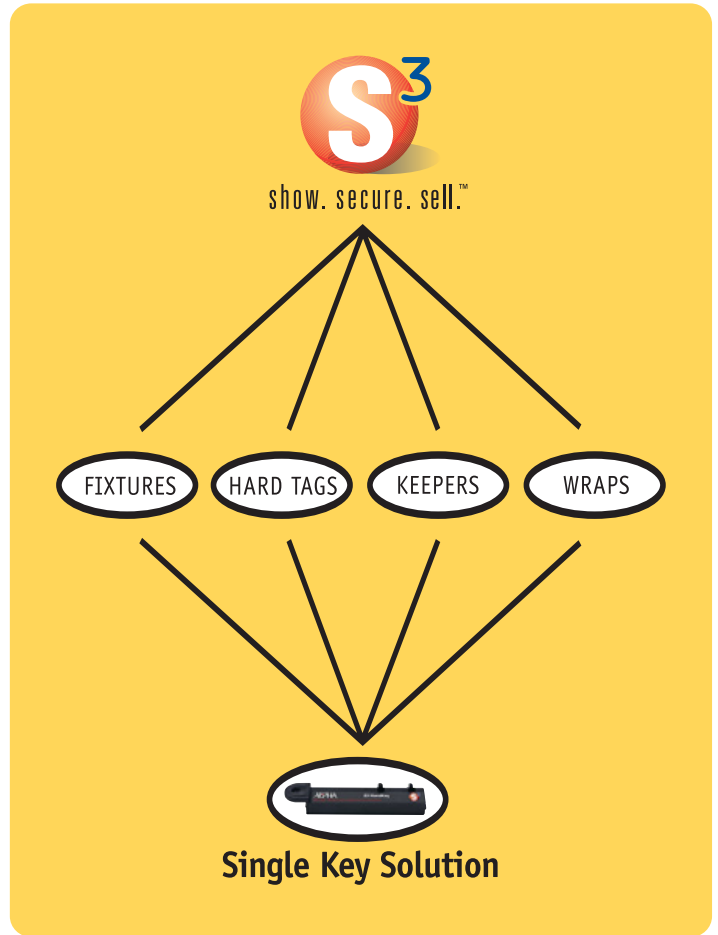 S3
show. secure. sell.™
FIXTURES HARD TAGS KEEPERS WRAPS
ALPHA
Single Key Solution